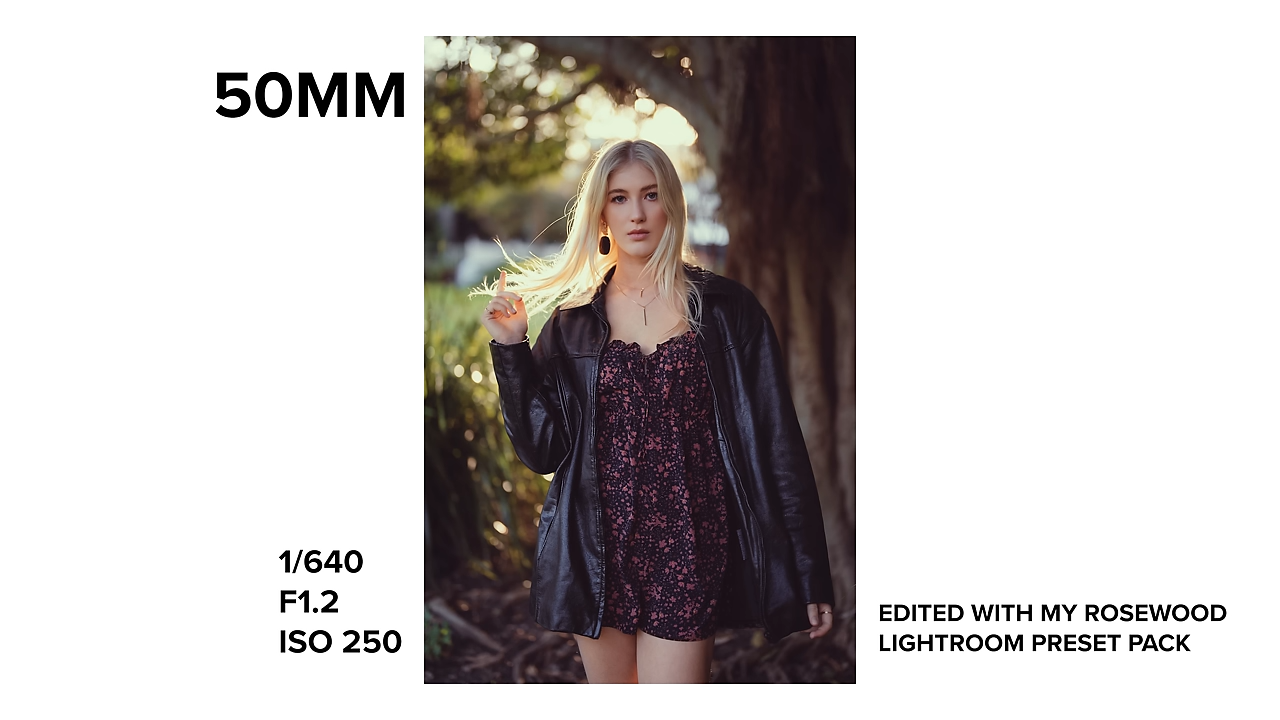 50MM
1/640
F1.2
ISO 250
EDITED WITH MY ROSEWOOD
LIGHTROOM PRESET PACK